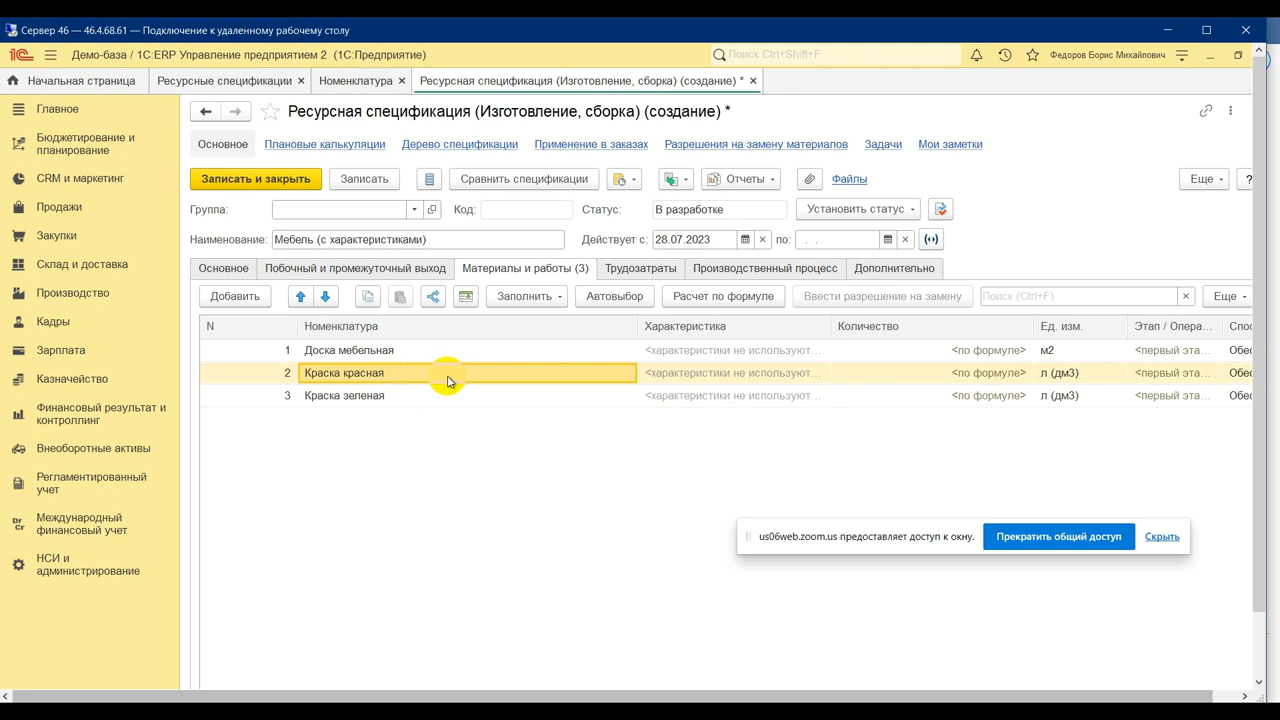 Сервер 46 — 46.4.68.61 — Подключение к удаленному рабочему столу
Демо-база / 1С:ERP Управление предприятием 2 (1С:Предприятие)
Поиск Ctrl+Shift+F
Федоров Борис Михайлович
Начальная страница
Ресурсные спецификации
Номенклатура
Ресурсная спецификация (Изготовление, сборка) (создание) *
Главное
Бюджетирование и
планирование
CRM и маркетинг
Продажи
Закупки
Склад и доставка
Производство
Кадры
Зарплата
Казначейство
Финансовый результат и
контроллинг
Внеоборотные активы
Регламентированный
учет
Международный
финансовый учет
НСИ и
администрирование
Ресурсная спецификация (Изготовление, сборка) (создание) *
Основное Плановые калькуляции Дерево спецификации Применение в заказах Разрешения на замену материалов Задачи Мои заметки
Записать и закрыть Записать Сравнить спецификации Отчеты Файлы Еще ?
Группа: Код: Статус: В разработке Установить статус
Наименование: Мебель (с характеристиками) Действует с: 28.07.2023 по: . .
Основное Побочный и промежуточный выход Материалы и работы (3) Трудозатраты Производственный процесс Дополнительно
Добавить Заполнить Автовыбор Расчет по формуле Ввести разрешение на замену Поиск (Ctrl+F) Еще
N Номенклатура Характеристика Количество Ед. изм. Этап / Опера... Спос
1 Доска мебельная <характеристики не используют... <по формуле> м2 <первый эта... Обес
2 Краска красная <характеристики не используют... <по формуле> л (дм3) <первый эта... Обес
3 Краска зеленая <характеристики не используют... <по формуле> л (дм3) <первый эта... Обес
us06web.zoom.us предоставляет доступ к окну. Прекратить общий доступ Скрыть